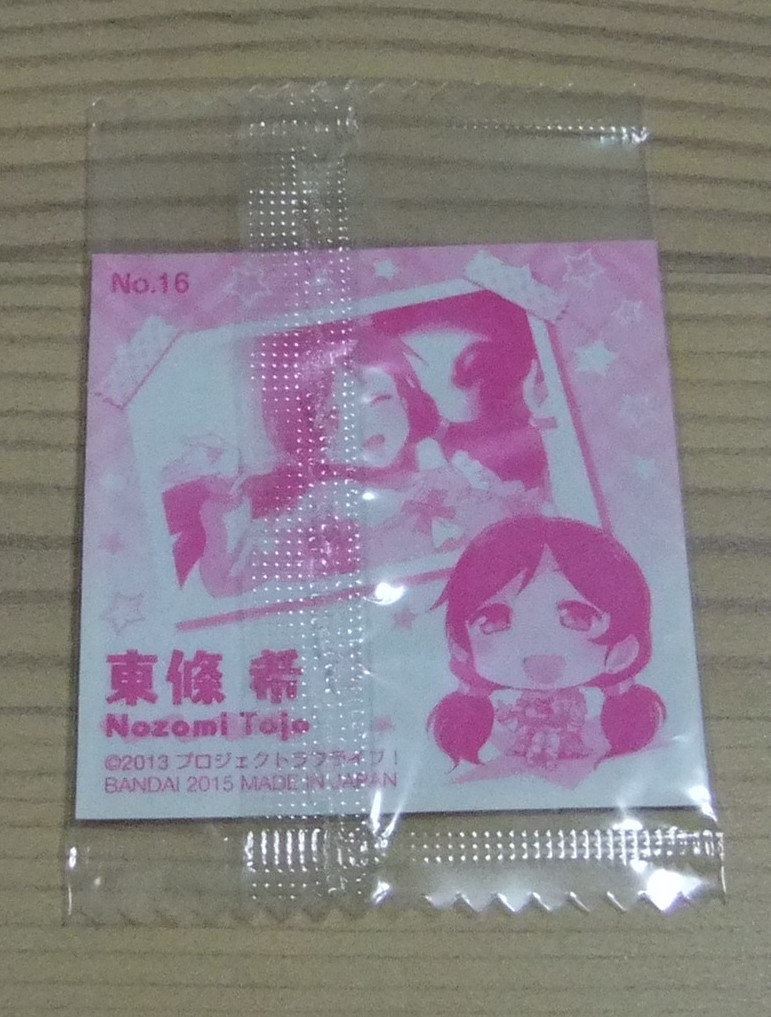 No.16
東條 希
Nozomi Tojo
©2013 プロジェクトラブライブ！
BANDAI 2015 MADE IN JAPAN